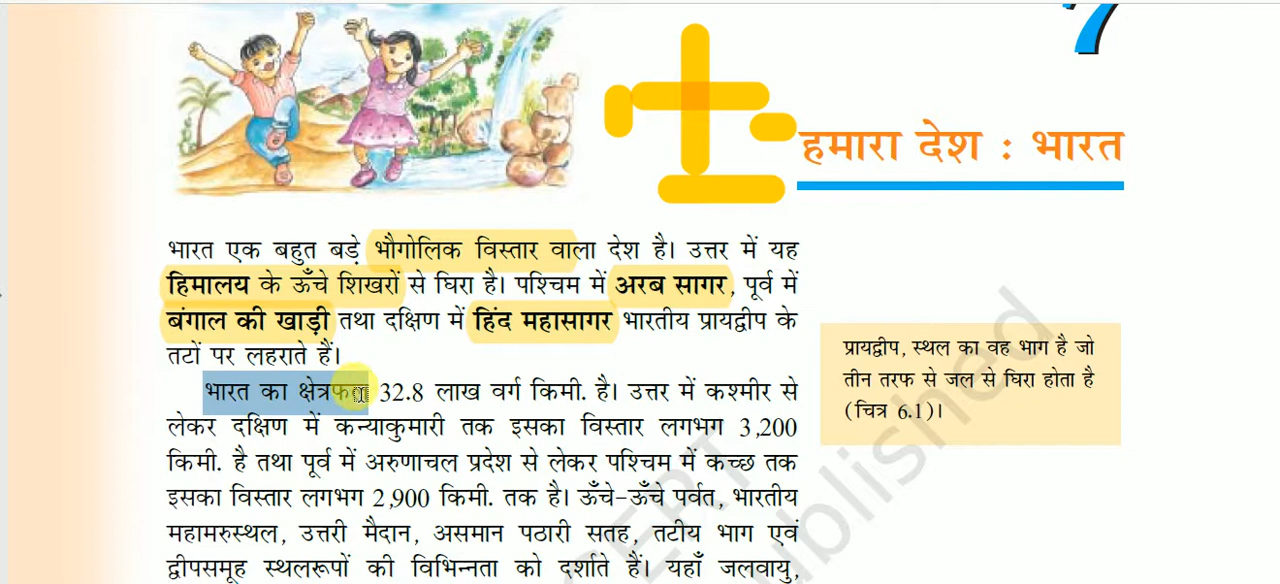 7
हमारा देश : भारत
भारत एक बहुत बड़े भौगोलिक विस्तार वाला देश है। उत्तर में यह
हिमालय के ऊँचे शिखरों से घिरा है। पश्चिम में अरब सागर, पूर्व में
बंगाल की खाड़ी तथा दक्षिण में हिंद महासागर भारतीय प्रायद्वीप के
तटों पर लहराते हैं।
भारत का क्षेत्रफल 32.8 लाख वर्ग किमी. है। उत्तर में कश्मीर से
लेकर दक्षिण में कन्याकुमारी तक इसका विस्तार लगभग 3,200
किमी. है तथा पूर्व में अरुणाचल प्रदेश से लेकर पश्चिम में कच्छ तक
इसका विस्तार लगभग 2,900 किमी. तक है। ऊँचे-ऊँचे पर्वत, भारतीय
महामरुस्थल, उत्तरी मैदान, असमान पठारी सतह, तटीय भाग एवं
द्वीपसमूह स्थलरूपों की विभिन्नता को दर्शाते हैं। यहाँ जलवायु,
प्रायद्वीप, स्थल का वह भाग है जो
तीन तरफ से जल से घिरा होता है
(चित्र 6.1)।